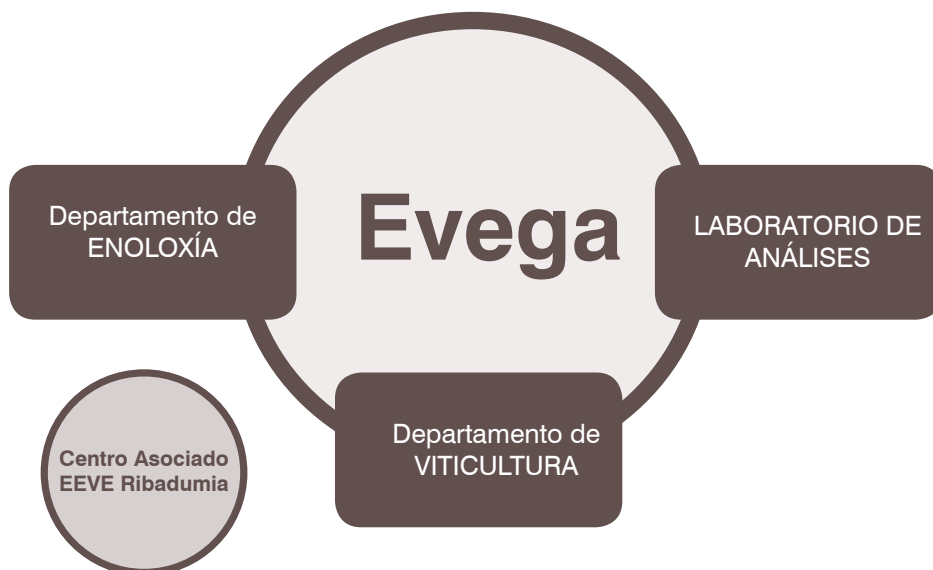 Evega
Departamento de
ENOLOXÍA
LABORATORIO DE
ANÁLISES
Departamento de
VITICULTURA
Centro Asociado
EEVE Ribadumia